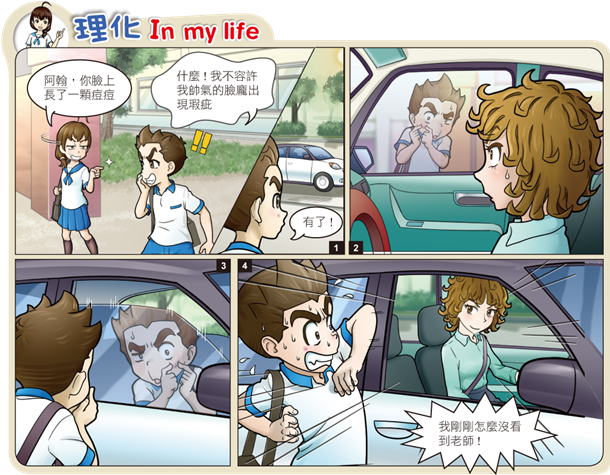 理化 In my life
阿翰，你臉上
長了一顆痘痘
什麼！我不容許
我帥氣的臉龐出
現瑕疵
有了！
1
2
3
4
我剛剛怎麼沒看
到老師！